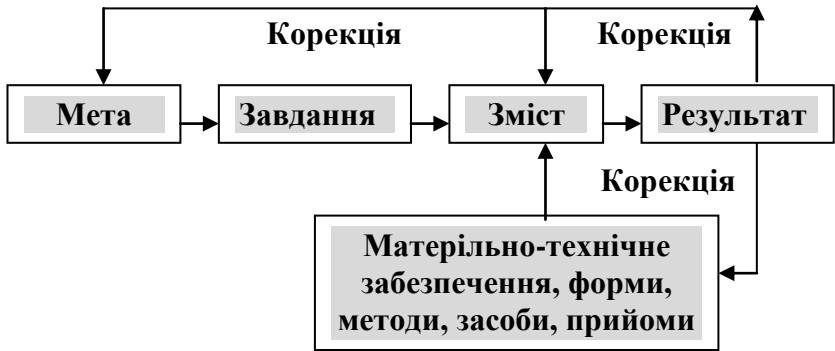 Корекція
Корекція
Мета
Завдання
Зміст
Результат
Корекція
Матерільно-технічне
забезпечення, форми,
методи, засоби, прийоми